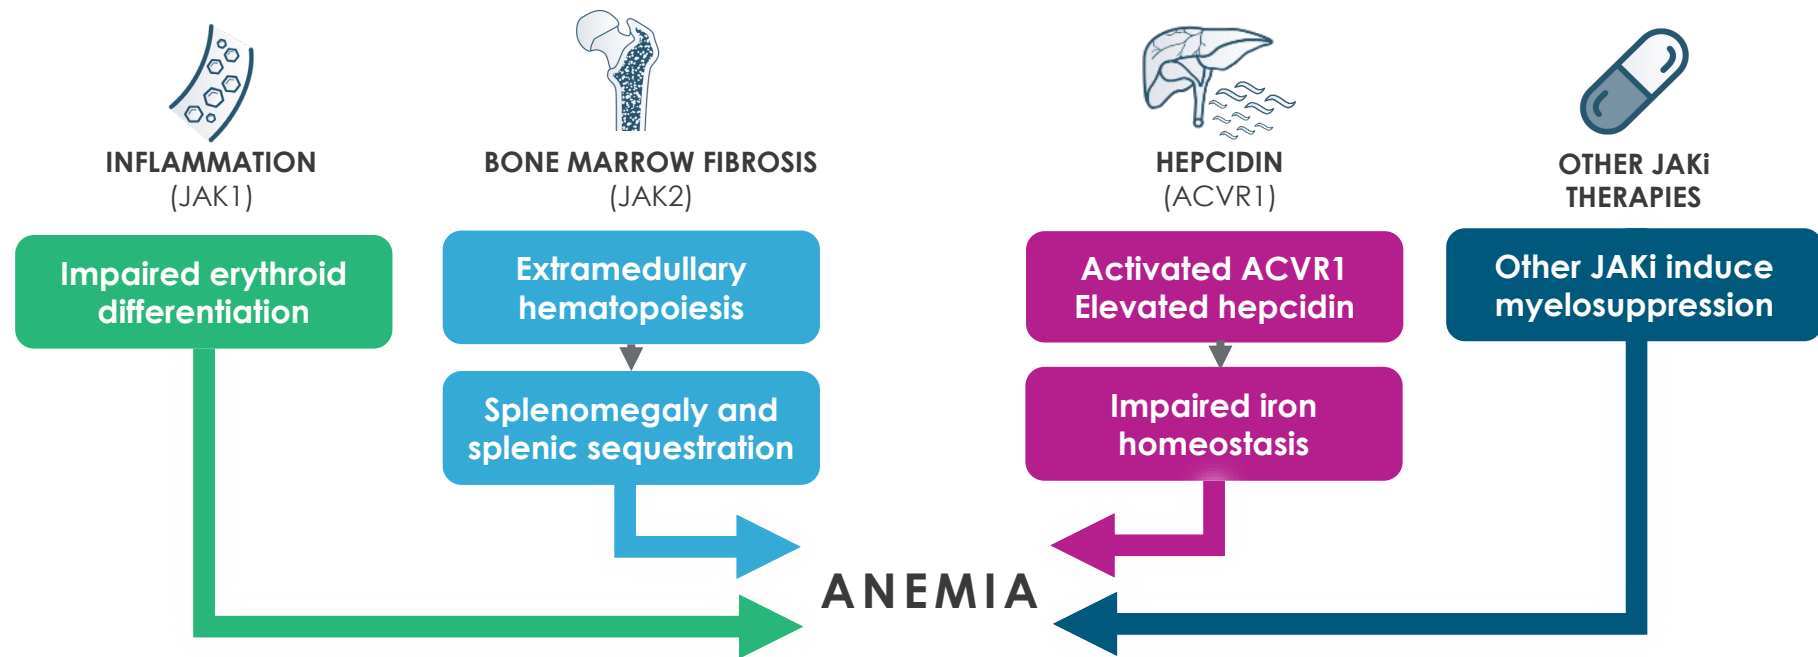 INFLAMMATION
(JAK1)
Impaired erythroid
differentiation
BONE MARROW FIBROSIS
(JAK2)
Extramedullary
hematopoiesis
Splenomegaly and
splenic sequestration
HEPCIDIN
(ACVR1)
Activated ACVR1
Elevated hepcidin
Impaired iron
homeostasis
OTHER JAKi
THERAPIES
Other JAKi induce
myelosuppression
ANEMIA